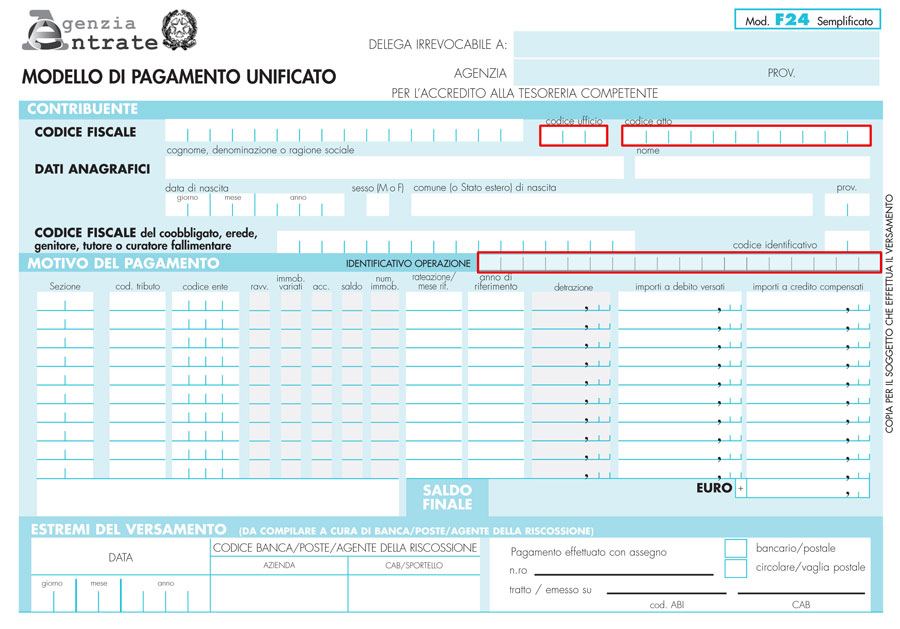 Agenzia
Entrate
Mod. F24 Semplificato
DELEGA IRREVOCABILE A:
MODELLO DI PAGAMENTO UNIFICATO
AGENZIA PROV.
PER L'ACCREDITO ALLA TESORERIA COMPETENTE
CONTRIBUENTE
codice ufficio codice atto
CODICE FISCALE
cognome, denominazione o ragione sociale nome
DATI ANAGRAFICI
data di nascita sesso (M o F) comune (o Stato estero) di nascita prov.
giorno mese anno
CODICE FISCALE del coobbligato, erede,
genitore, tutore o curatore fallimentare codice identificativo
MOTIVO DEL PAGAMENTO IDENTIFICATIVO OPERAZIONE
Sezione cod. tributo codice ente ravv. immob. variati acc. saldo num. immob. rateazione/ mese rif. anno di riferimento detrazione importi a debito versati importi a credito compensati
, , ,
, , ,
, , ,
, , ,
, , ,
, , ,
, , ,
, , ,
, , ,
, , ,
SALDO
FINALE
EURO + ,
ESTREMI DEL VERSAMENTO (DA COMPILARE A CURA DI BANCA/POSTE/AGENTE DELLA RISCOSSIONE)
DATA
giorno mese anno
CODICE BANCA/POSTE/AGENTE DELLA RISCOSSIONE
AZIENDA CAB/SPORTELLO
Pagamento effettuato con assegno bancario/postale
n.ro circolare/vaglia postale
tratto / emesso su
cod. ABI CAB
COPIA PER IL SOGGETTO CHE EFFETTUA IL VERSAMENTO